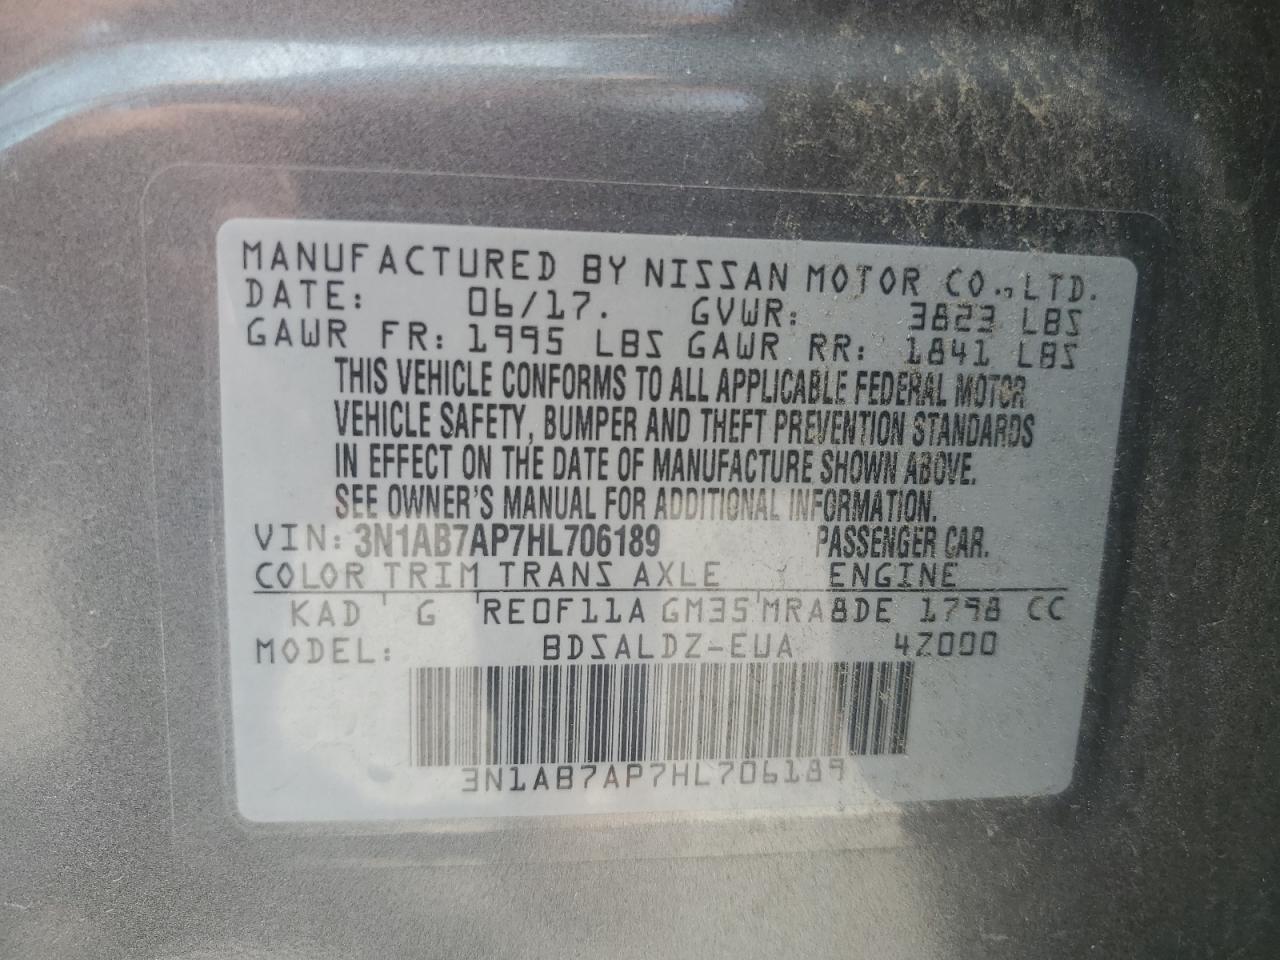 MANUFACTURED BY NISSAN MOTOR CO., LTD.
DATE: 06/17. GVWR: 3823 LBS
GAWR FR: 1995 LBS GAWR RR: 1841 LBS
THIS VEHICLE CONFORMS TO ALL APPLICABLE FEDERAL MOTOR
VEHICLE SAFETY, BUMPER AND THEFT PREVENTION STANDARDS
IN EFFECT ON THE DATE OF MANUFACTURE SHOWN ABOVE.
SEE OWNER'S MANUAL FOR ADDITIONAL INFORMATION.
VIN: 3N1AB7AP7HL706189 PASSENGER CAR.
COLOR TRIM TRANS AXLE ENGINE
KAD G RE0F11A GM35 MRA8DE 1798 CC
MODEL: BDSALDZ-EUA 4Z000
3N1AB7AP7HL706189